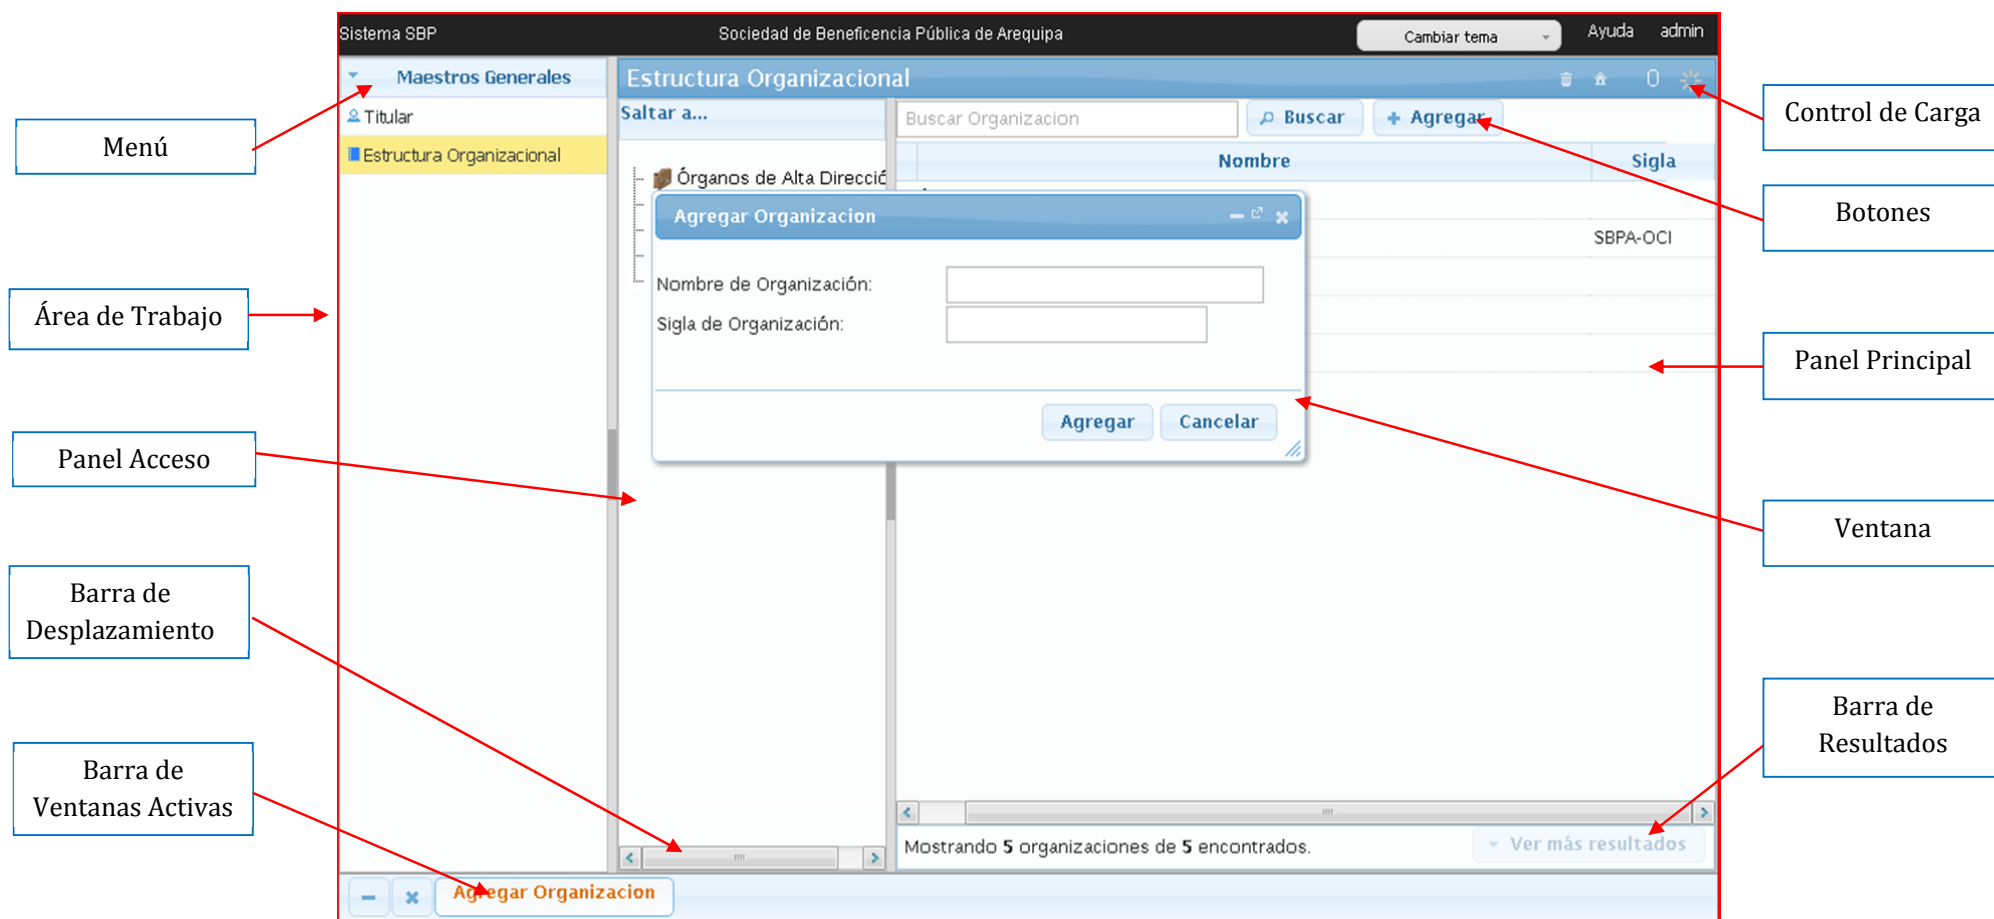 Sistema SBP
Sociedad de Beneficencia Pública de Arequipa
Cambiar tema
Ayuda
admin
Maestros Generales
Titular
Estructura Organizacional
Estructura Organizacional
0
Saltar a...
Órganos de Alta Direcció
Buscar Organizacion
Buscar
Agregar
Nombre
Sigla
SBPA-OCI
Agregar Organizacion
Nombre de Organización:
Sigla de Organización:
Agregar
Cancelar
Mostrando 5 organizaciones de 5 encontrados.
Ver más resultados
Agregar Organizacion
Menú
Área de Trabajo
Panel Acceso
Barra de
Desplazamiento
Barra de
Ventanas Activas
Control de Carga
Botones
Panel Principal
Ventana
Barra de
Resultados